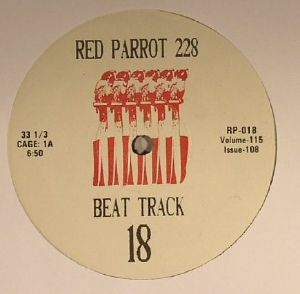 RED PARROT 228
33 1/3
CAGE: 1A
6:50
RP-018
Volume-115
Issue-108
BEAT TRACK
18